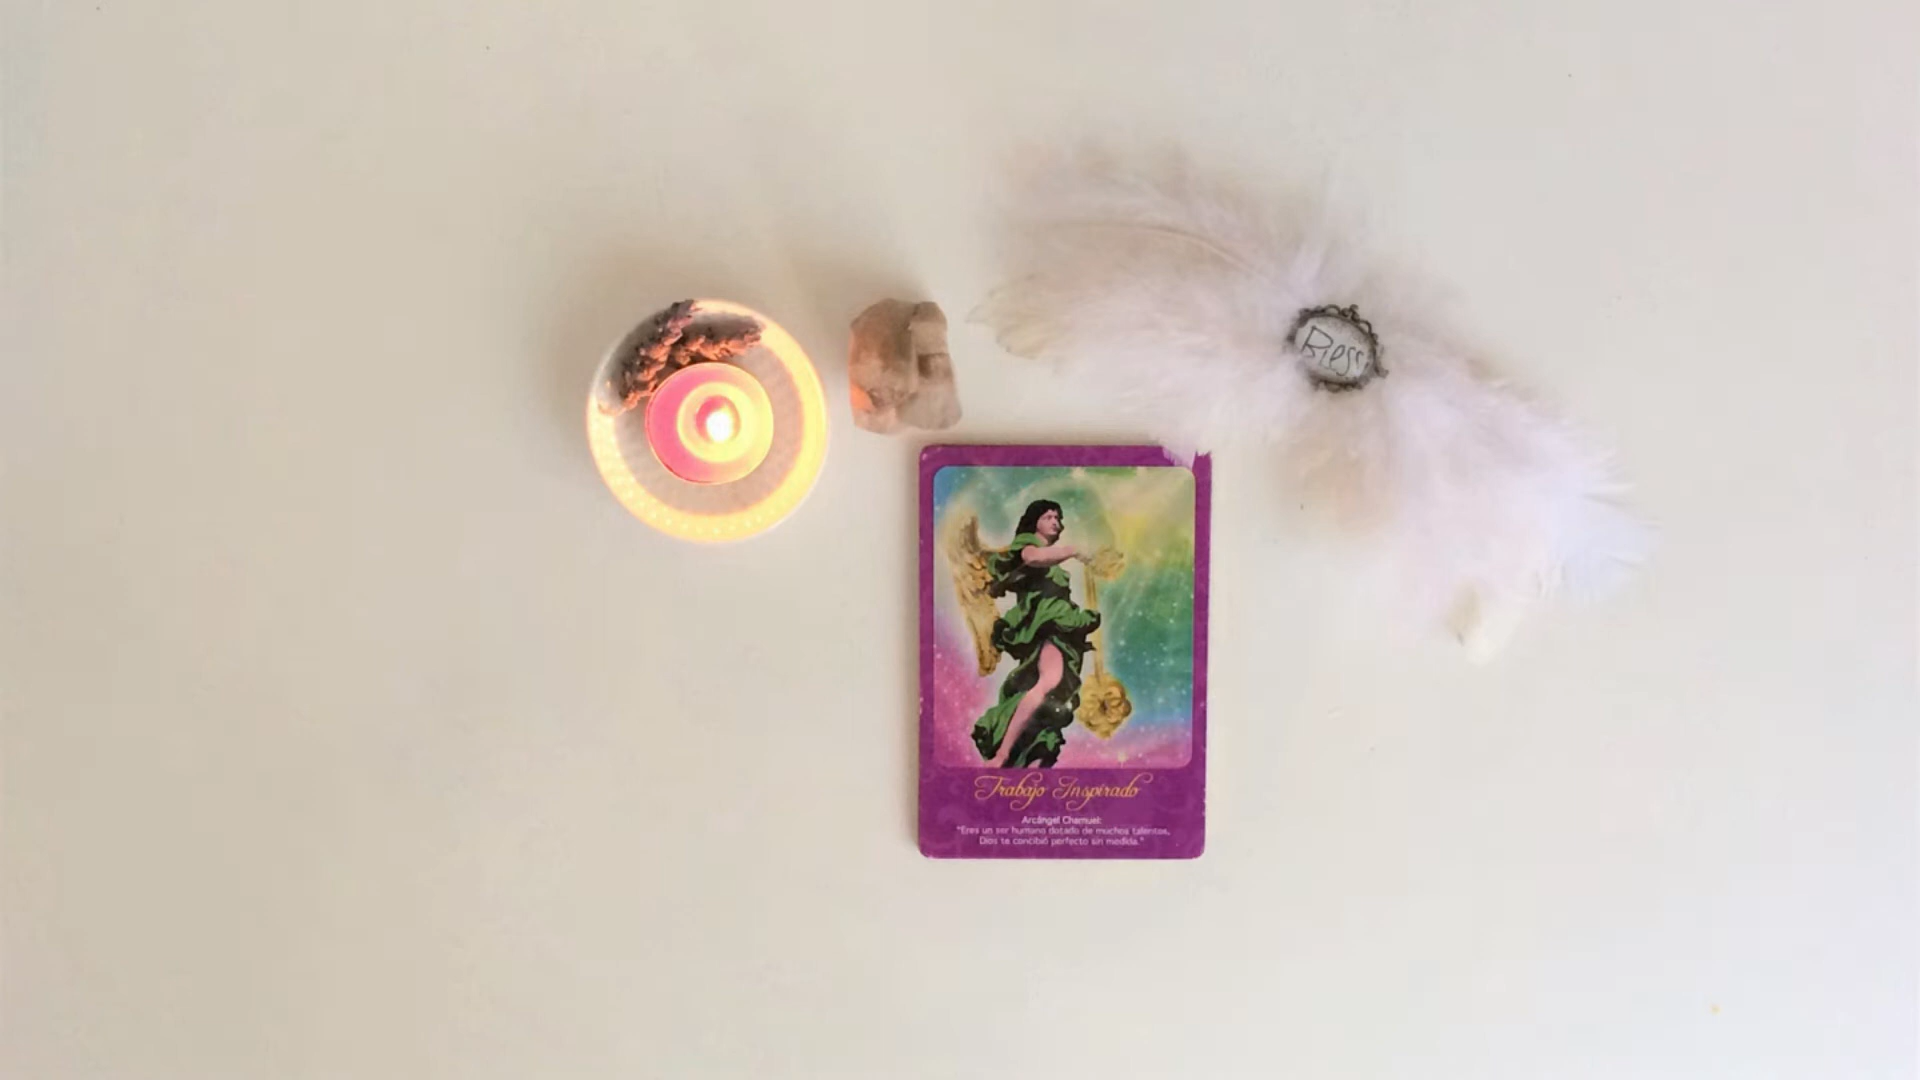 Bless
Trabajo Inspirado
Arcángel Chamuel:
"Eres un ser humano dotado de muchos talentos,
Dios te concibió perfecto sin medida."